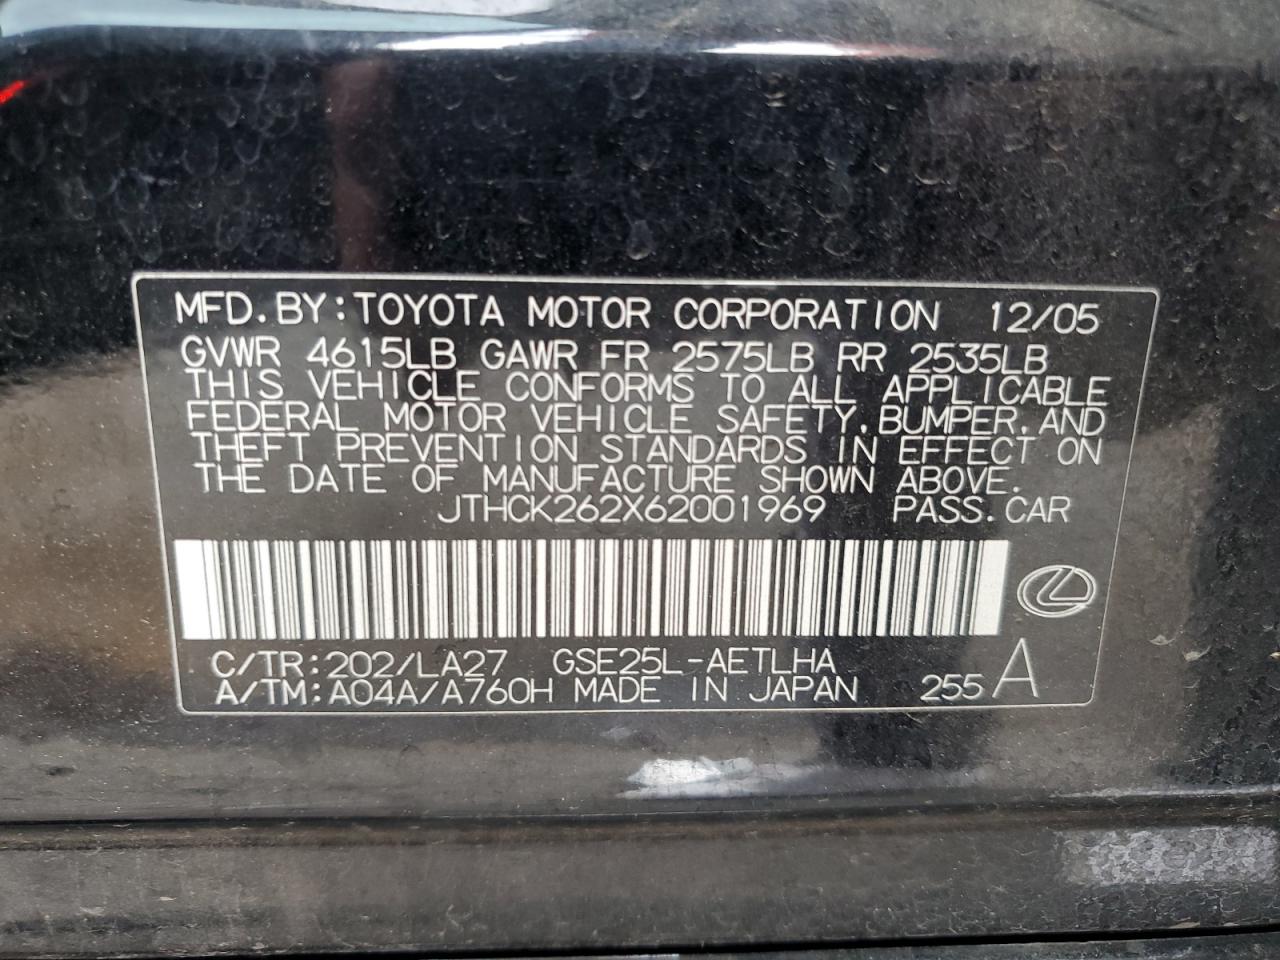 MFD. BY: TOYOTA MOTOR CORPORATION 12/05
GVWR 4615LB GAWR FR 2575LB RR 2535LB
THIS VEHICLE CONFORMS TO ALL APPLICABLE
FEDERAL MOTOR VEHICLE SAFETY, BUMPER, AND
THEFT PREVENTION STANDARDS IN EFFECT ON
THE DATE OF MANUFACTURE SHOWN ABOVE.
JTHCK262X62001969 PASS. CAR
C/TR: 202/LA27 GSE25L-AETLHA
A/TM: A04A/A760H MADE IN JAPAN 255 A